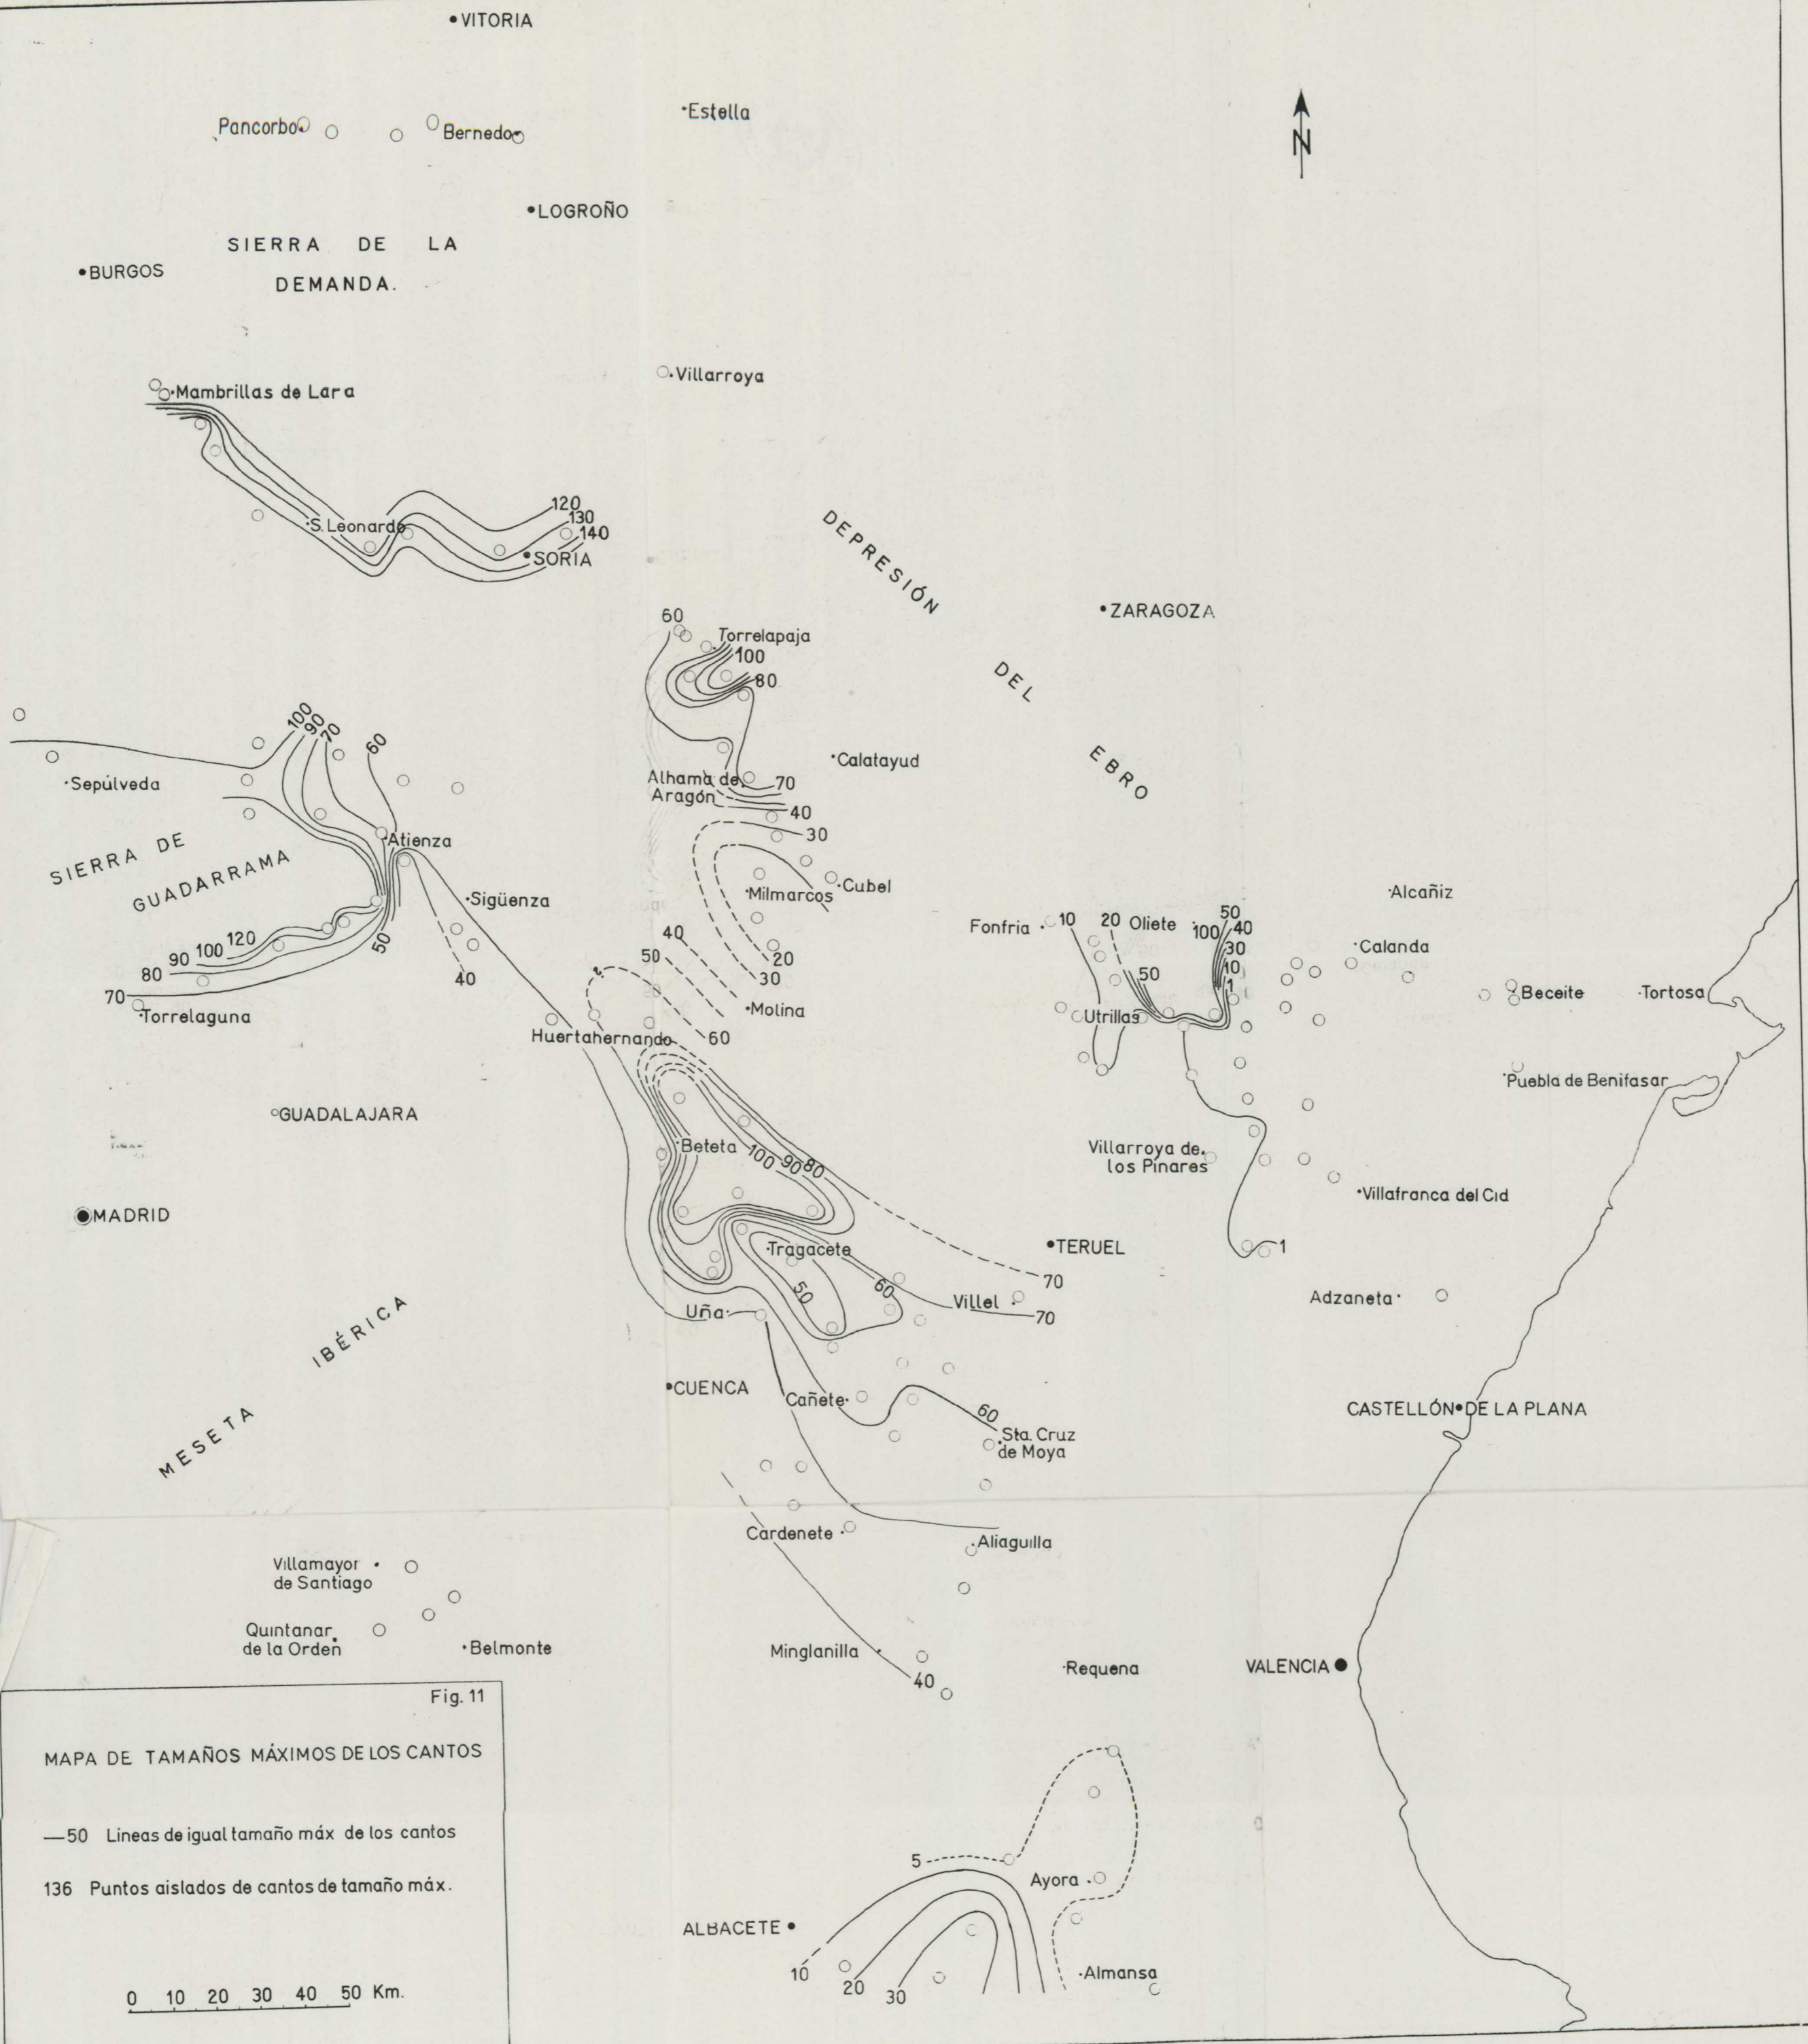 VITORIA
Estella
Pancorbo
Bernedo
N
LOGROÑO
SIERRA DE LA
DEMANDA.
BURGOS
Villarroya
Mambrillas de Lara
120
130
140
S. Leonardo
SORIA
DEPRESIÓN
DEL
EBRO
ZARAGOZA
60
Torrelapaja
100
80
100
90
70
60
Calatayud
Sepúlveda
Alhama de
Aragón
70
40
30
SIERRA DE
GUADARRAMA
Atienza
Cubel
Milmarcos
Sigüenza
Alcañiz
Fonfria
10
20
Oliete
100
50
40
30
10
1
50
Calanda
40
50
20
30
120
100
90
80
70
50
40
Torrelaguna
Molina
Utrillas
Beceite
Tortosa
Huertahernando
60
Puebla de Benifasar
GUADALAJARA
Beteta
100
90
80
Villarroya de
los Pinares
Villafranca del Cid
MADRID
Tragacete
TERUEL
1
70
50
60
Villel
70
Adzaneta
Uña
MESETA
IBÉRICA
CUENCA
Cañete
60
CASTELLÓN DE LA PLANA
Sta. Cruz
de Moya
Cardenete
Aliaguilla
Villamayor
de Santiago
Quintanar
de la Orden
Belmonte
Minglanilla
40
Requena
VALENCIA
5
Ayora
ALBACETE
10
20
30
Almansa
Fig. 11
MAPA DE TAMAÑOS MÁXIMOS DE LOS CANTOS
—50 Lineas de igual tamaño máx de los cantos
136 Puntos aislados de cantos de tamaño máx.
0 10 20 30 40 50 Km.